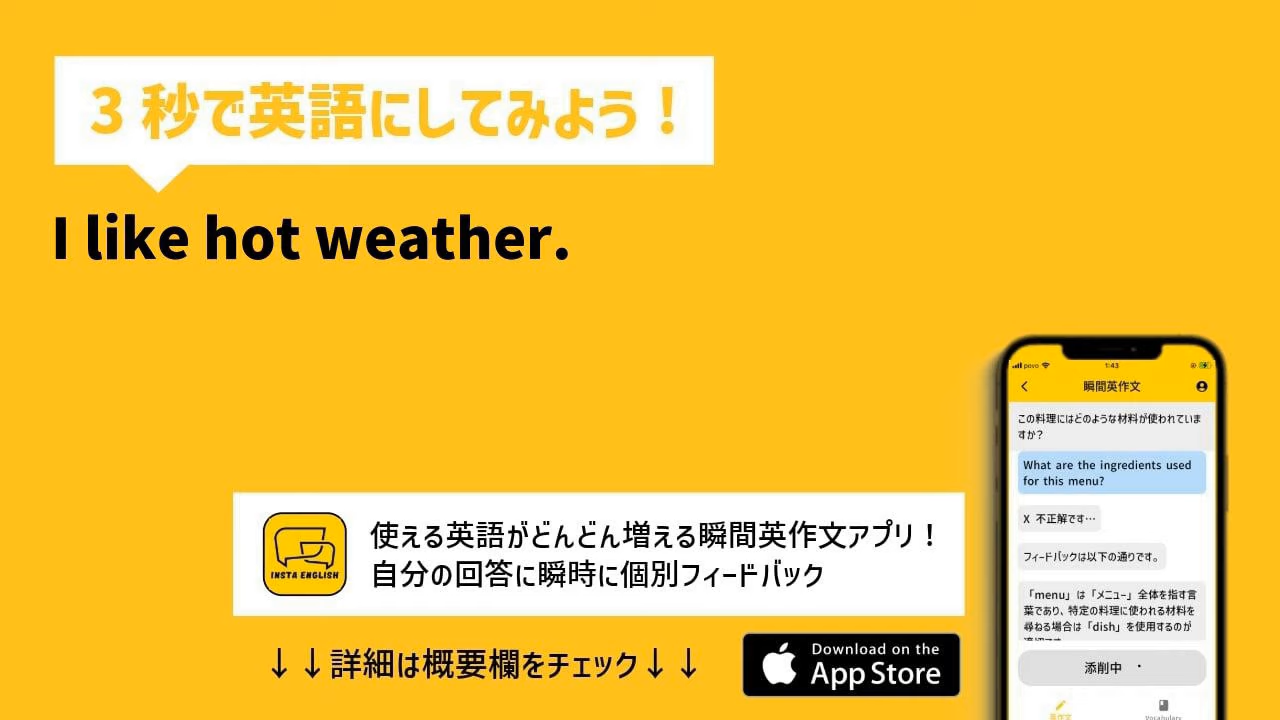 3秒で英語にしてみよう！
I like hot weather.
使える英語がどんどん増える瞬間英作文アプリ！
自分の回答に瞬時に個別フィードバック
INSTA ENGLISH
↓↓詳細は概要欄をチェック↓↓
Download on the
App Store
povo
1:43
瞬間英作文
この料理にはどのような材料が使われていま
すか？
What are the ingredients used
for this menu?
X 不正解です…
フィードバックは以下の通りです。
「menu」は「メニュー」全体を指す言
葉であり、特定の料理に使われる材料を
尋ねる場合は「dish」を使用するのが
添削中 ・
英作文
Vocabulary